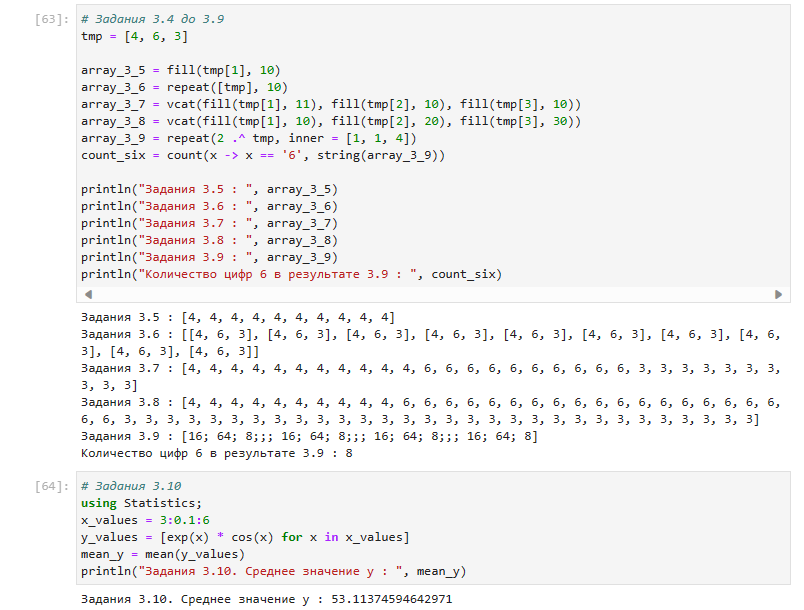 [63]:
# Задания 3.4 до 3.9
tmp = [4, 6, 3]
array_3_5 = fill(tmp[1], 10)
array_3_6 = repeat([tmp], 10)
array_3_7 = vcat(fill(tmp[1], 11), fill(tmp[2], 10), fill(tmp[3], 10))
array_3_8 = vcat(fill(tmp[1], 10), fill(tmp[2], 20), fill(tmp[3], 30))
array_3_9 = repeat(2 .^ tmp, inner = [1, 1, 4])
count_six = count(x -> x == '6', string(array_3_9))
println("Задания 3.5 : ", array_3_5)
println("Задания 3.6 : ", array_3_6)
println("Задания 3.7 : ", array_3_7)
println("Задания 3.8 : ", array_3_8)
println("Задания 3.9 : ", array_3_9)
println("Количество цифр 6 в результате 3.9 : ", count_six)
Задания 3.5 : [4, 4, 4, 4, 4, 4, 4, 4, 4, 4]
Задания 3.6 : [[4, 6, 3], [4, 6, 3], [4, 6, 3], [4, 6, 3], [4, 6, 3], [4, 6, 3], [4, 6, 3], [4, 6,
3], [4, 6, 3], [4, 6, 3]]
Задания 3.7 : [4, 4, 4, 4, 4, 4, 4, 4, 4, 4, 4, 6, 6, 6, 6, 6, 6, 6, 6, 6, 6, 3, 3, 3, 3, 3, 3, 3,
3, 3, 3]
Задания 3.8 : [4, 4, 4, 4, 4, 4, 4, 4, 4, 4, 6, 6, 6, 6, 6, 6, 6, 6, 6, 6, 6, 6, 6, 6, 6, 6, 6, 6,
6, 6, 3, 3, 3, 3, 3, 3, 3, 3, 3, 3, 3, 3, 3, 3, 3, 3, 3, 3, 3, 3, 3, 3, 3, 3, 3, 3, 3, 3, 3, 3]
Задания 3.9 : [16; 64; 8;;; 16; 64; 8;;; 16; 64; 8;;; 16; 64; 8]
Количество цифр 6 в результате 3.9 : 8
[64]:
# Задания 3.10
using Statistics;
x_values = 3:0.1:6
y_values = [exp(x) * cos(x) for x in x_values]
mean_y = mean(y_values)
println("Задания 3.10. Среднее значение y : ", mean_y)
Задания 3.10. Среднее значение y : 53.11374594642971